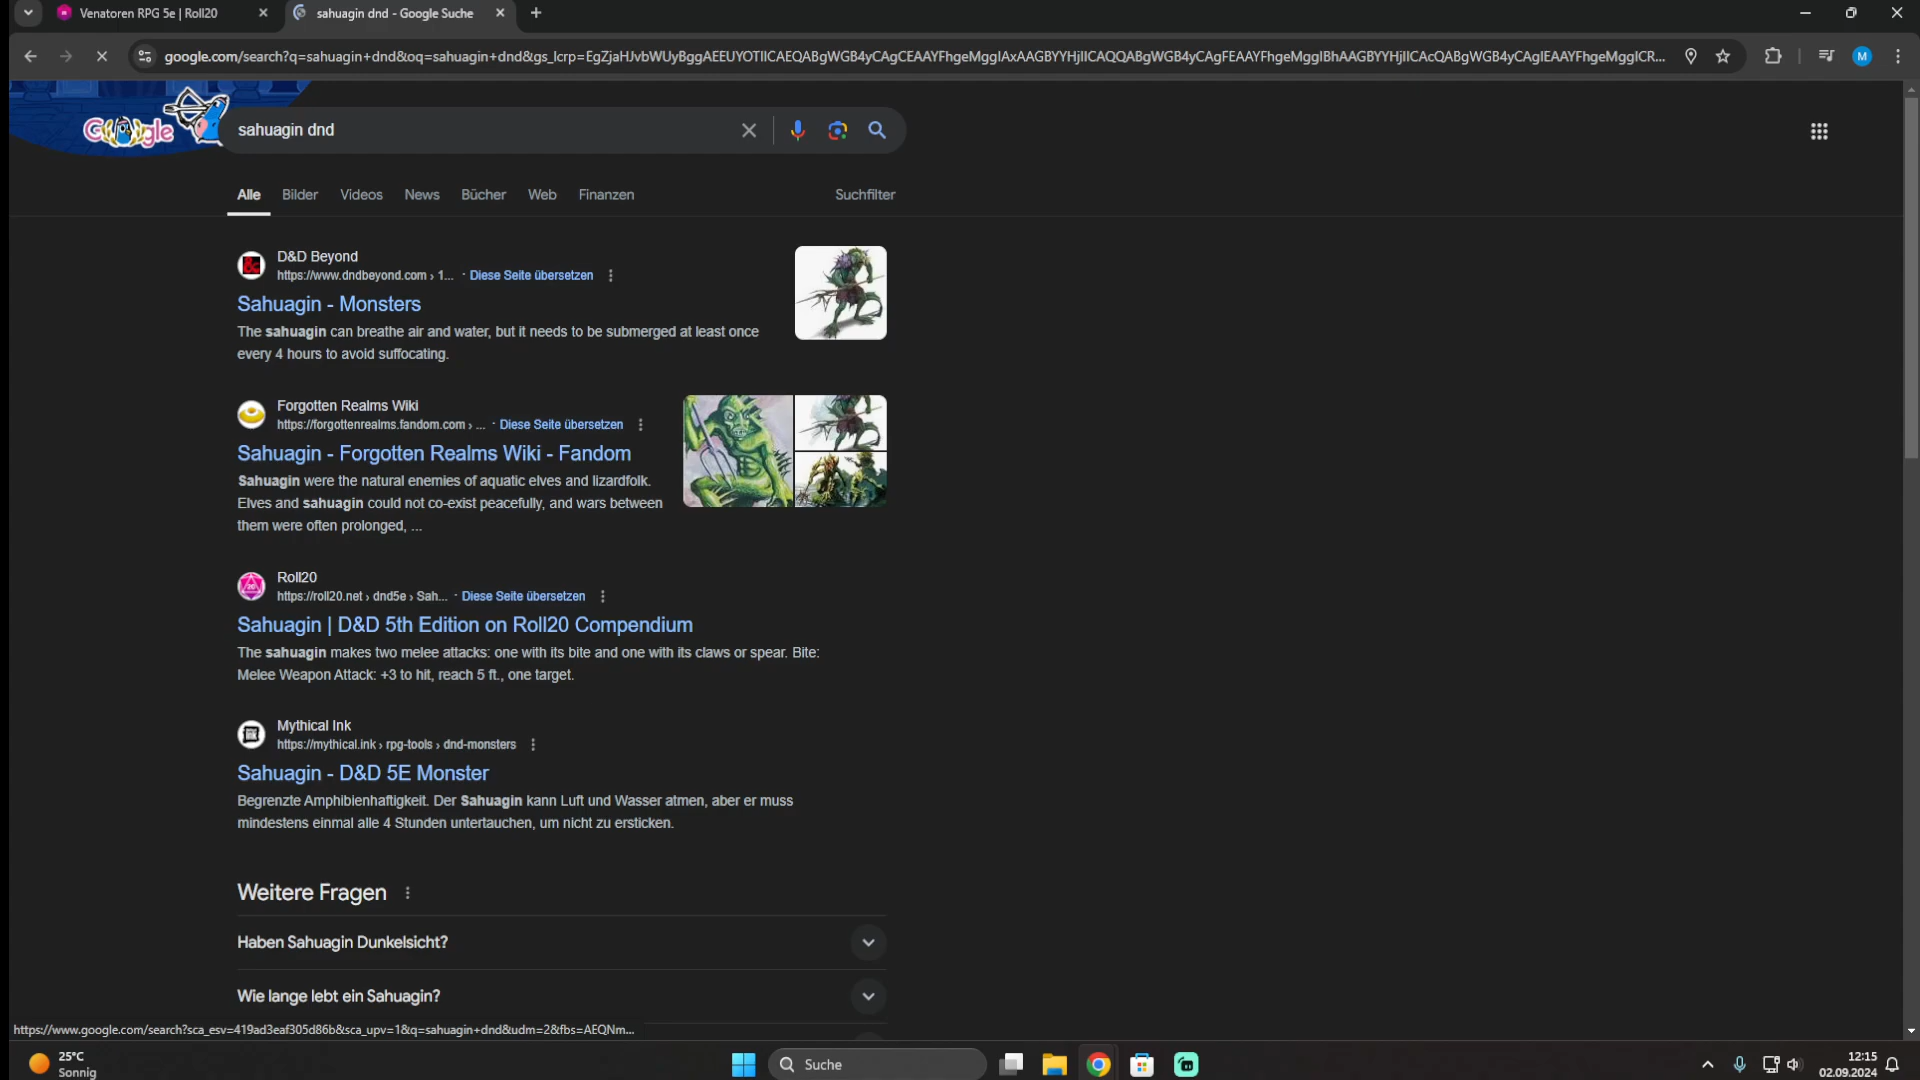 Venatoren RPG 5e | Roll20
sahuagin dnd - Google Suche
google.com/search?q=sahuagin+dnd&oq=sahuagin+dnd&gs_lcrp=
M
Google
sahuagin dnd
Alle Bilder Videos News Bücher Web Finanzen Suchfilter
D&D Beyond
https://www.dndbeyond.com › 1... · Diese Seite übersetzen
Sahuagin - Monsters
The sahuagin can breathe air and water, but it needs to be submerged at least once
every 4 hours to avoid suffocating.
Forgotten Realms Wiki
https://forgottenrealms.fandom.com › ... · Diese Seite übersetzen
Sahuagin - Forgotten Realms Wiki - Fandom
Sahuagin were the natural enemies of aquatic elves and lizardfolk.
Elves and sahuagin could not co-exist peacefully, and wars between
them were often prolonged, ...
Roll20
https://roll20.net › dnd5e › Sah... · Diese Seite übersetzen
Sahuagin | D&D 5th Edition on Roll20 Compendium
The sahuagin makes two melee attacks: one with its bite and one with its claws or spear. Bite:
Melee Weapon Attack: +3 to hit, reach 5 ft., one target.
Mythical Ink
https://mythical.ink › rpg-tools › dnd-monsters
Sahuagin - D&D 5E Monster
Begrenzte Amphibienhaftigkeit. Der Sahuagin kann Luft und Wasser atmen, aber er muss
mindestens einmal alle 4 Stunden untertauchen, um nicht zu ersticken.
Weitere Fragen
Haben Sahuagin Dunkelsicht?
Wie lange lebt ein Sahuagin?
https://www.google.com/search?sca_esv=419ad3eaf305d86b&sca_upv=1&q=sahuagin+dnd&udm=2&fbs=AEQNm...
25°C
Sonnig
Suche
12:15
02.09.2024